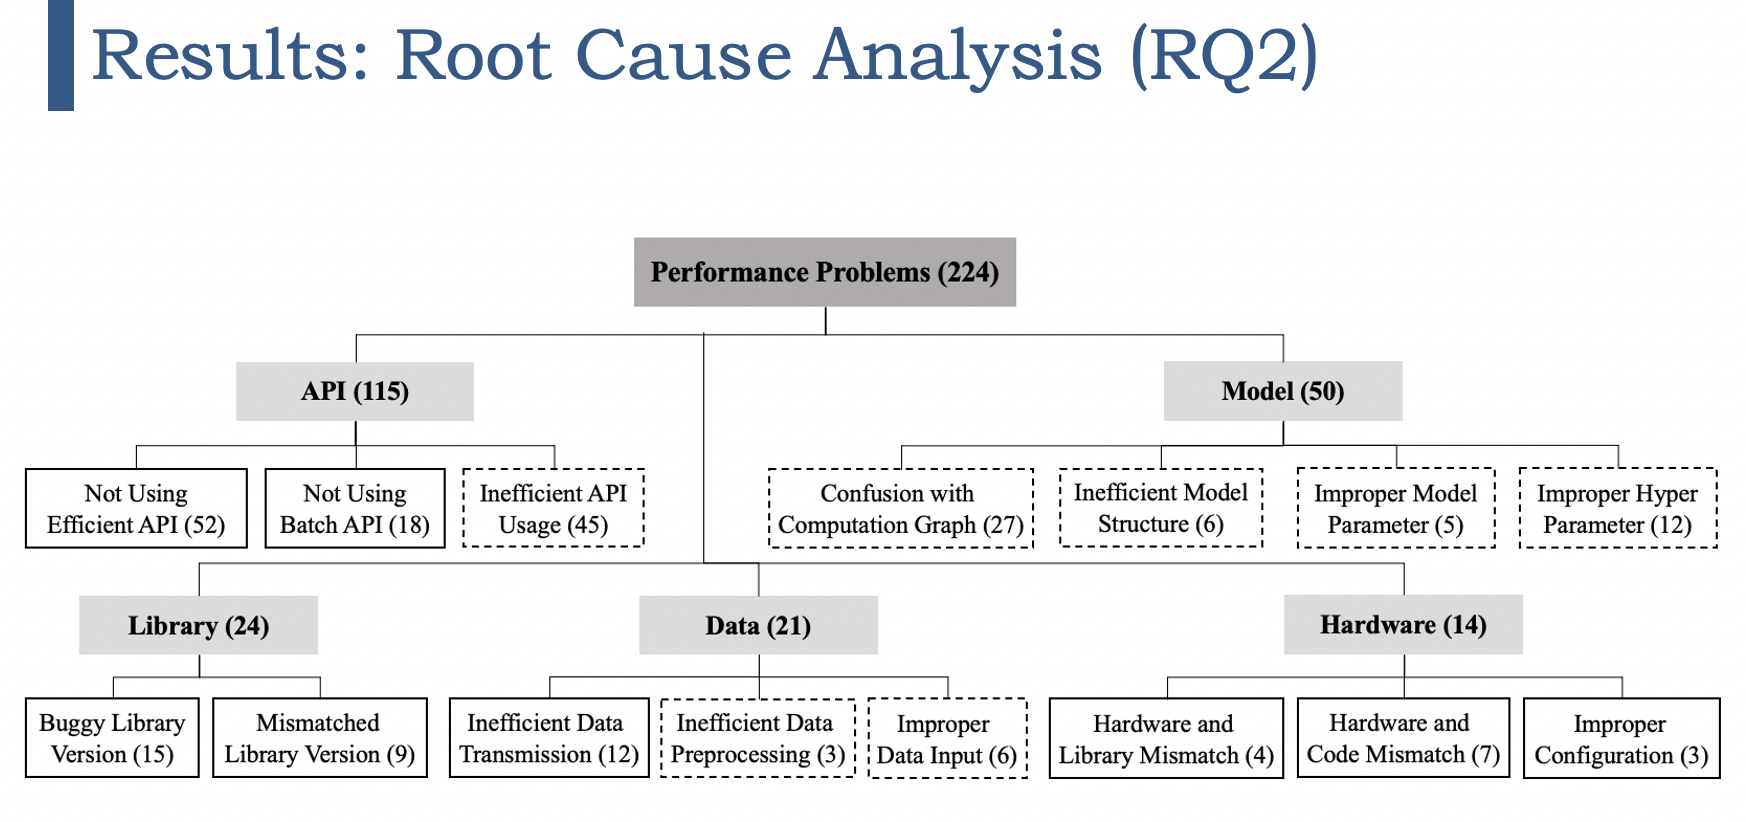 Results: Root Cause Analysis (RQ2)
Performance Problems (224)
API (115)
Model (50)
Not Using
Efficient API (52)
Not Using
Batch API (18)
Inefficient API
Usage (45)
Confusion with
Computation Graph (27)
Inefficient Model
Structure (6)
Improper Model
Parameter (5)
Improper Hyper
Parameter (12)
Library (24)
Data (21)
Hardware (14)
Buggy Library
Version (15)
Mismatched
Library Version (9)
Inefficient Data
Transmission (12)
Inefficient Data
Preprocessing (3)
Improper
Data Input (6)
Hardware and
Library Mismatch (4)
Hardware and
Code Mismatch (7)
Improper
Configuration (3)